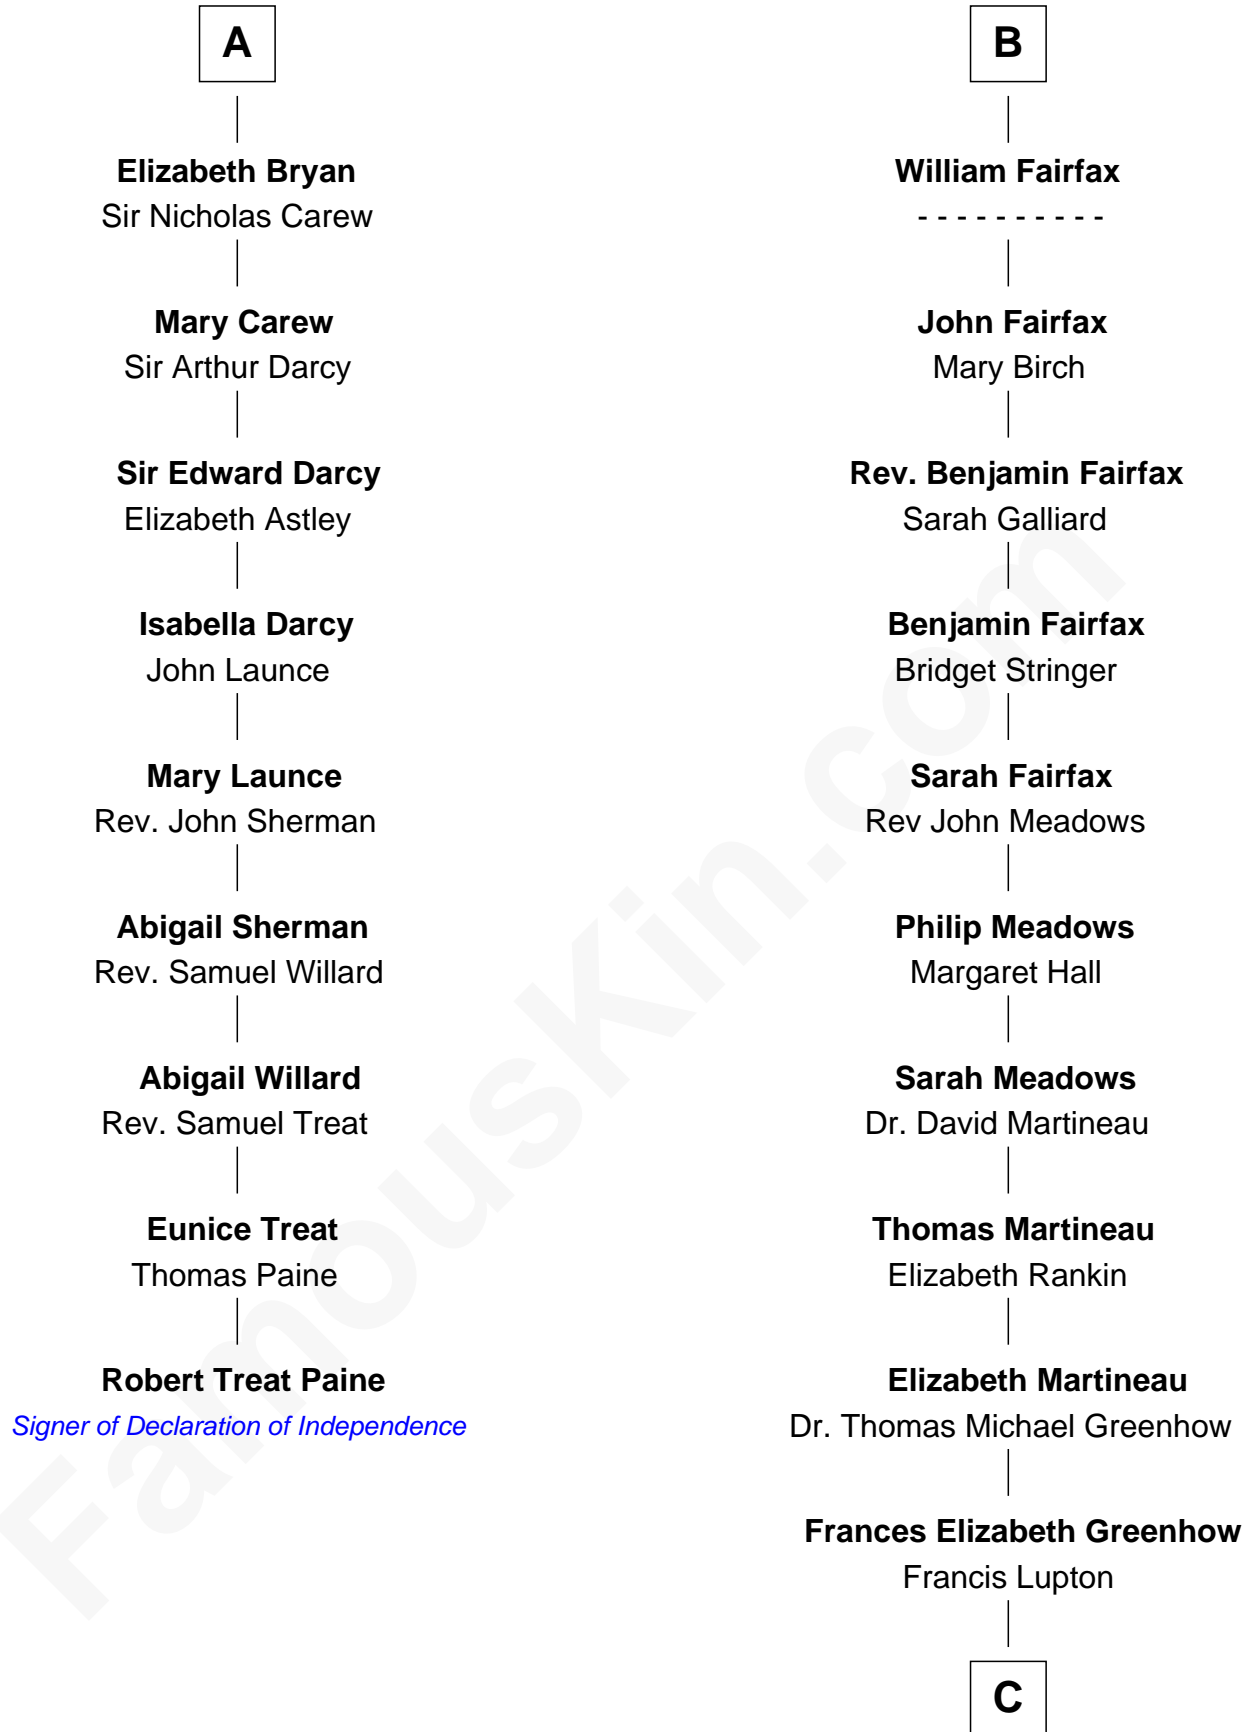 A
Elizabeth Bryan
Sir Nicholas Carew
Mary Carew
Sir Arthur Darcy
Sir Edward Darcy
Elizabeth Astley
Isabella Darcy
John Launce
Mary Launce
Rev. John Sherman
Abigail Sherman
Rev. Samuel Willard
Abigail Willard
Rev. Samuel Treat
Eunice Treat
Thomas Paine
Robert Treat Paine
Signer of Declaration of Independence
B
William Fairfax
- - - - - - - - - -
John Fairfax
Mary Birch
Rev. Benjamin Fairfax
Sarah Galliard
Benjamin Fairfax
Bridget Stringer
Sarah Fairfax
Rev John Meadows
Philip Meadows
Margaret Hall
Sarah Meadows
Dr. David Martineau
Thomas Martineau
Elizabeth Rankin
Elizabeth Martineau
Dr. Thomas Michael Greenhow
Frances Elizabeth Greenhow
Francis Lupton
C
FamousKin.com